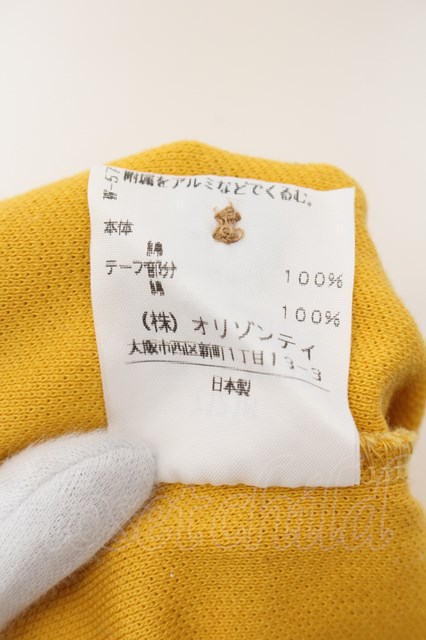 附属をアルミなどでくるむ。
本体
綿 100%
テープ部分
綿 100%
(株) オリゾンティ
大阪市西区新町1丁目13-3
日本製